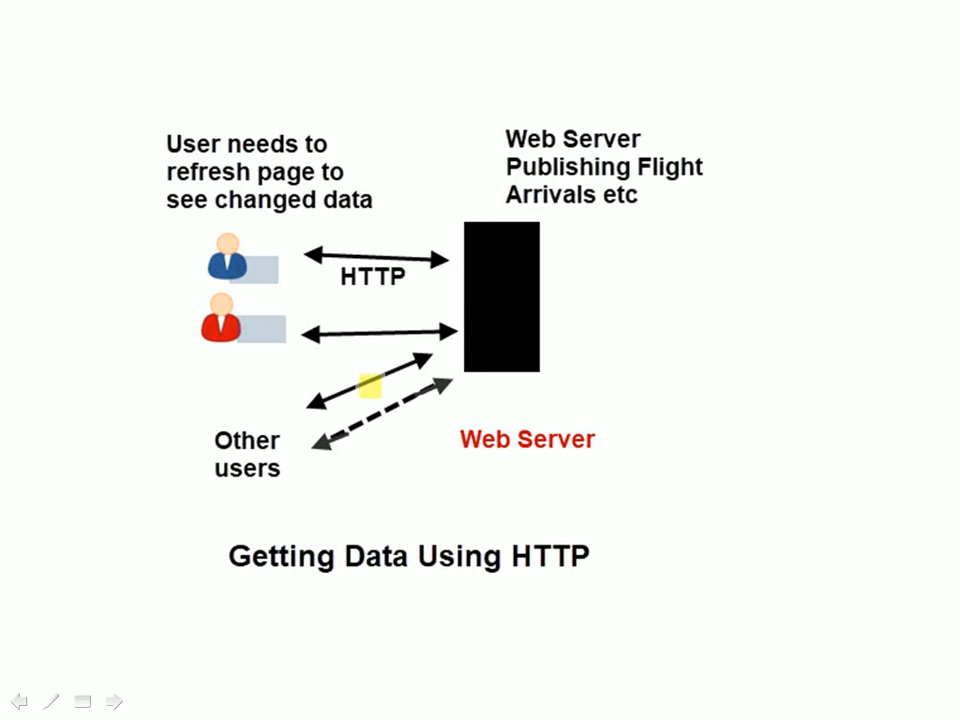 User needs to
refresh page to
see changed data
Web Server
Publishing Flight
Arrivals etc
HTTP
Other
users
Web Server
Getting Data Using HTTP